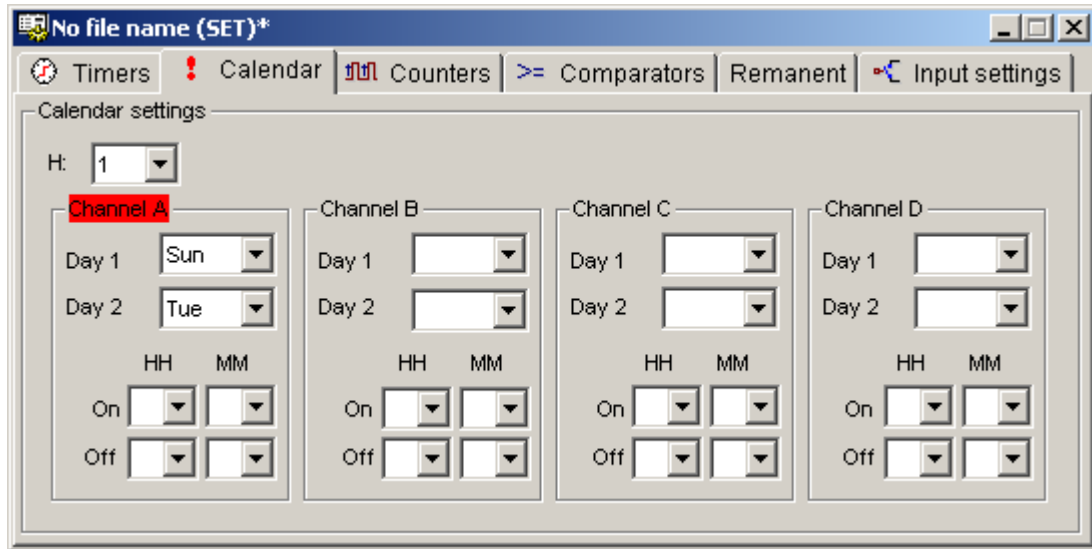 No file name (SET)*
Timers ! Calendar Counters >= Comparators Remanent Input settings
Calendar settings
H: 1
Channel A Channel B Channel C Channel D
Day 1 Sun Day 1 Day 1 Day 1
Day 2 Tue Day 2 Day 2 Day 2
HH MM HH MM HH MM HH MM
On On On On
Off Off Off Off